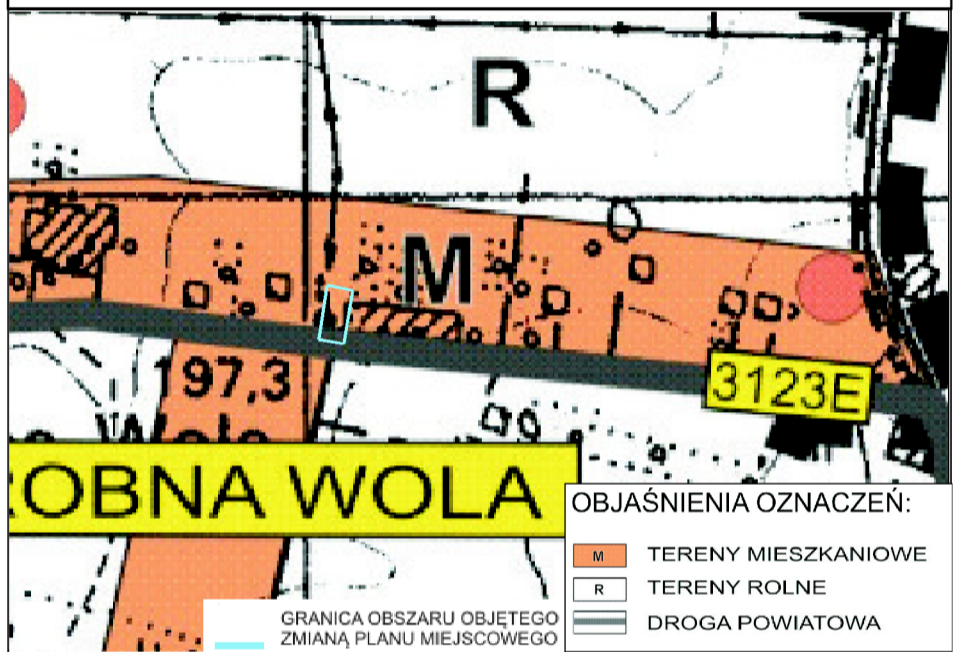 R
M
197,3
3123E
OBNA WOLA
OBJAŚNIENIA OZNACZEŃ:
M TERENY MIESZKANIOWE
R TERENY ROLNE
DROGA POWIATOWA
GRANICA OBSZARU OBJĘTEGO
ZMIANĄ PLANU MIEJSCOWEGO